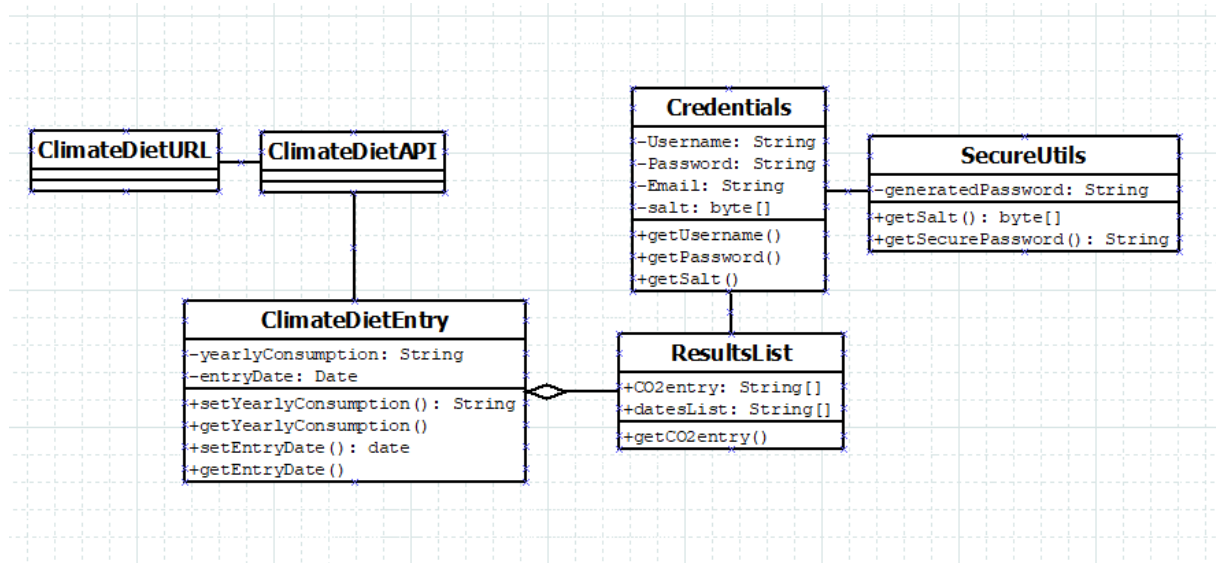 ClimateDietURL
ClimateDietAPI
Credentials
-Username: String
-Password: String
-Email: String
-salt: byte[]
+getUsername()
+getPassword()
+getSalt()
SecureUtils
-generatedPassword: String
+getSalt(): byte[]
+getSecurePassword(): String
ClimateDietEntry
-yearlyConsumption: String
-entryDate: Date
+setYearlyConsumption(): String
+getYearlyConsumption()
+setEntryDate(): date
+getEntryDate()
ResultsList
+CO2entry: String[]
+datesList: String[]
+getCO2entry()